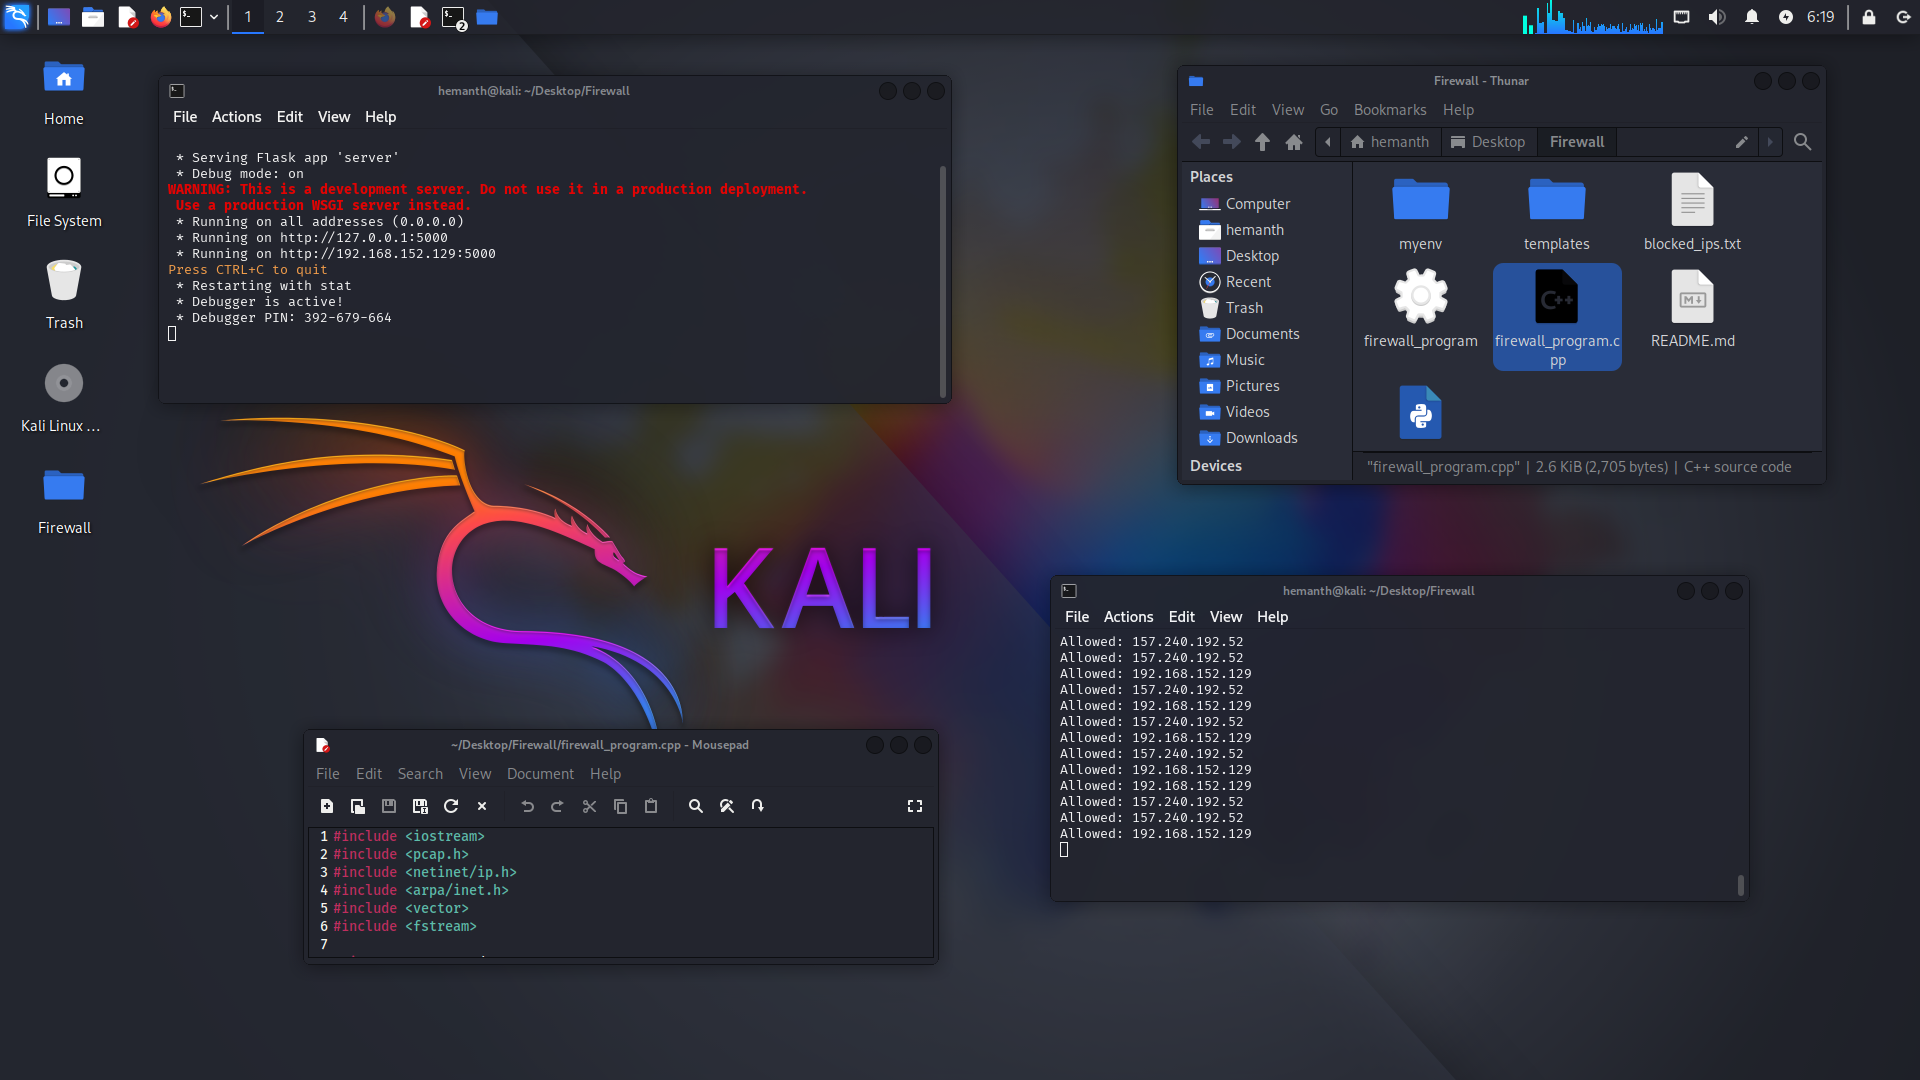 1 2 3 4
2
6:19
Home
File System
Trash
Kali Linux ...
Firewall
hemanth@kali: ~/Desktop/Firewall
File Actions Edit View Help
* Serving Flask app 'server'
* Debug mode: on
WARNING: This is a development server. Do not use it in a production deployment.
Use a production WSGI server instead.
* Running on all addresses (0.0.0.0)
* Running on http://127.0.0.1:5000
* Running on http://192.168.152.129:5000
Press CTRL+C to quit
* Restarting with stat
* Debugger is active!
* Debugger PIN: 392-679-664
Firewall - Thunar
File Edit View Go Bookmarks Help
hemanth Desktop Firewall
Places
Computer
hemanth
Desktop
Recent
Trash
Documents
Music
Pictures
Videos
Downloads
Devices
myenv templates blocked_ips.txt
C++
firewall_program firewall_program.c README.md
pp
"firewall_program.cpp" | 2.6 KiB (2,705 bytes) | C++ source code
KALI
~/Desktop/Firewall/firewall_program.cpp - Mousepad
File Edit Search View Document Help
1 #include <iostream>
2 #include <pcap.h>
3 #include <netinet/ip.h>
4 #include <arpa/inet.h>
5 #include <vector>
6 #include <fstream>
7
hemanth@kali: ~/Desktop/Firewall
File Actions Edit View Help
Allowed: 157.240.192.52
Allowed: 157.240.192.52
Allowed: 192.168.152.129
Allowed: 157.240.192.52
Allowed: 192.168.152.129
Allowed: 157.240.192.52
Allowed: 192.168.152.129
Allowed: 157.240.192.52
Allowed: 192.168.152.129
Allowed: 192.168.152.129
Allowed: 157.240.192.52
Allowed: 157.240.192.52
Allowed: 192.168.152.129